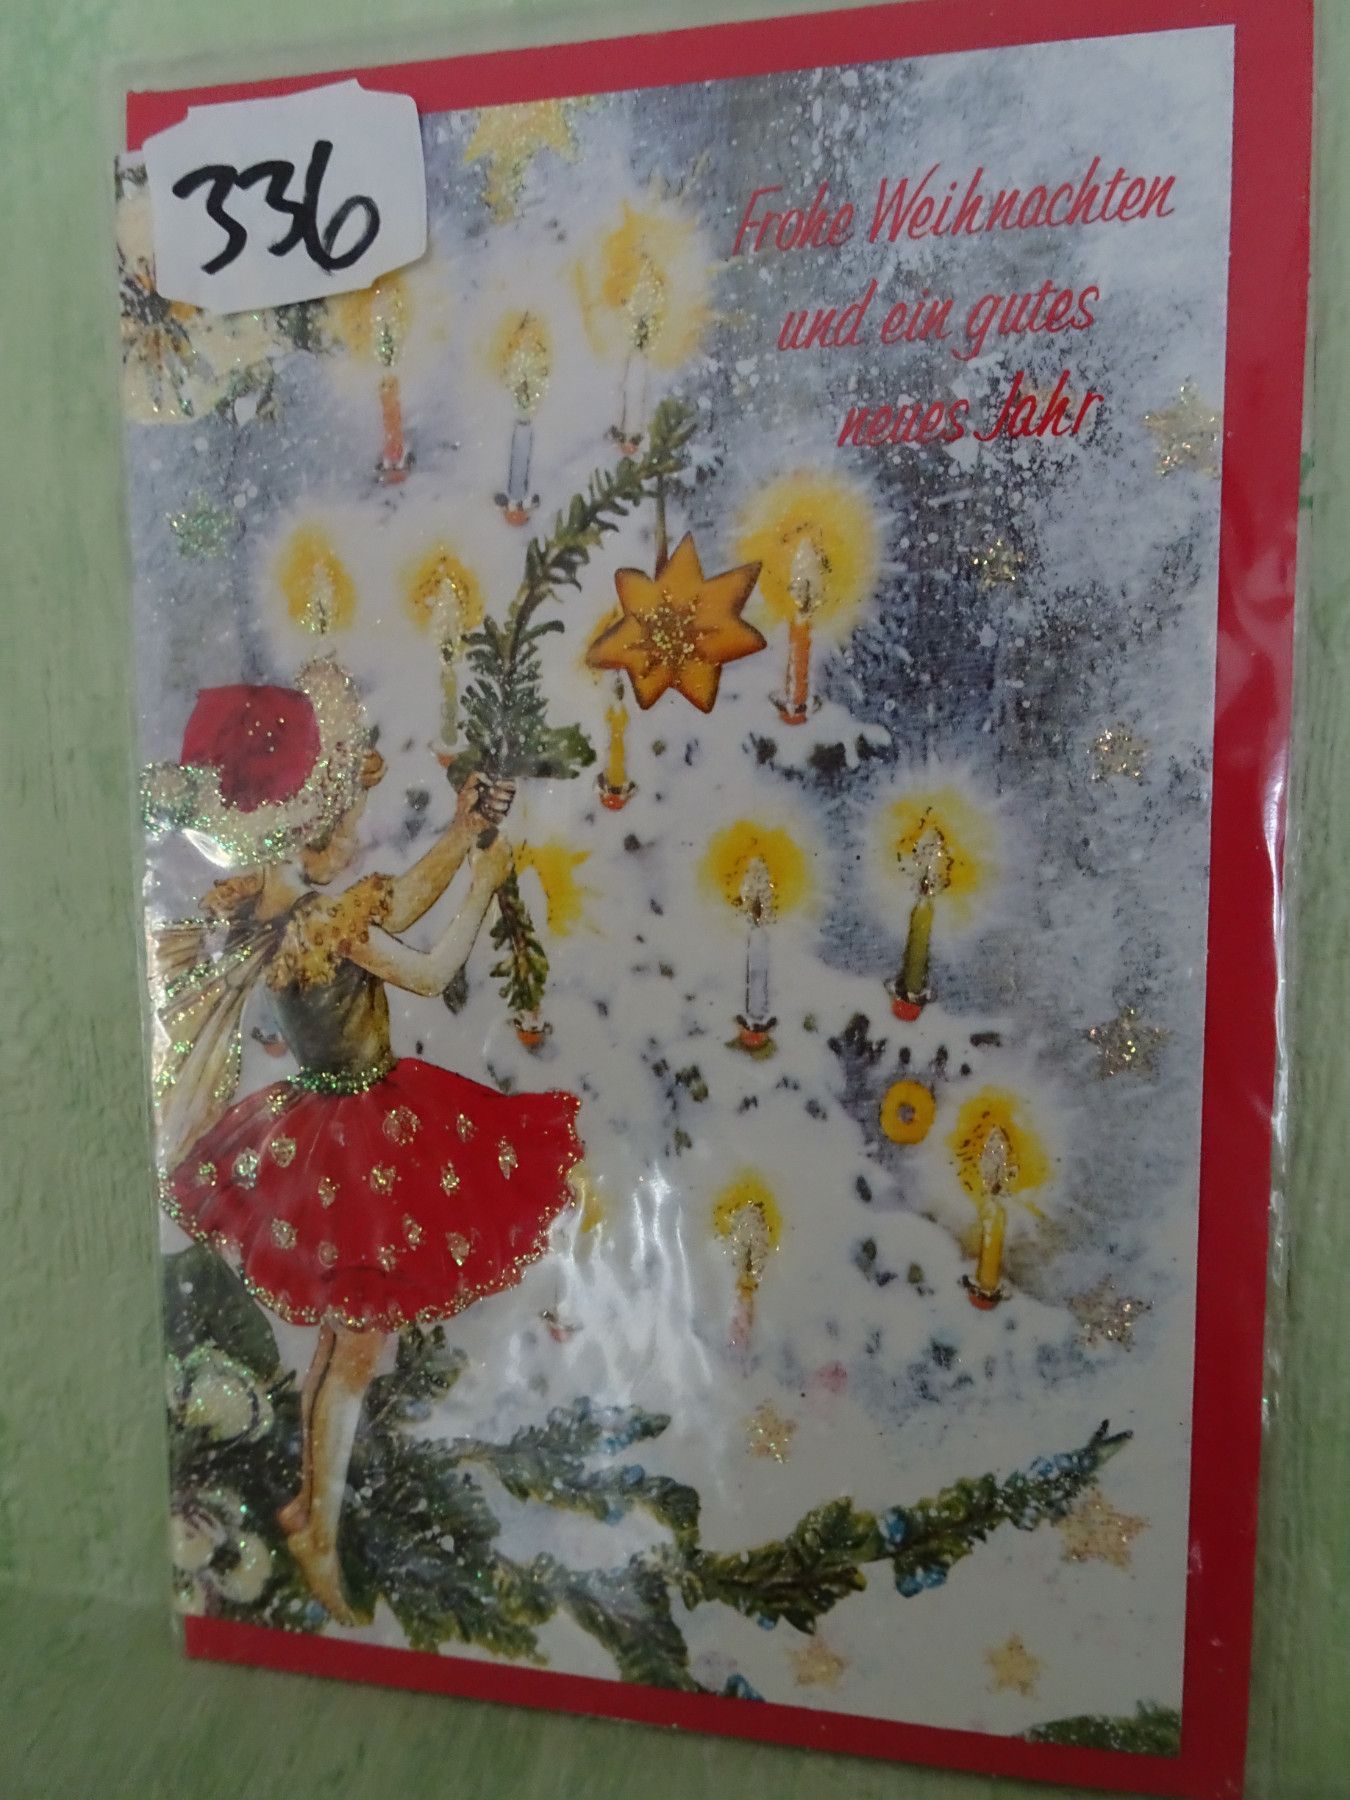 336
Frohe Weihnachten
und ein gutes
neues Jahr